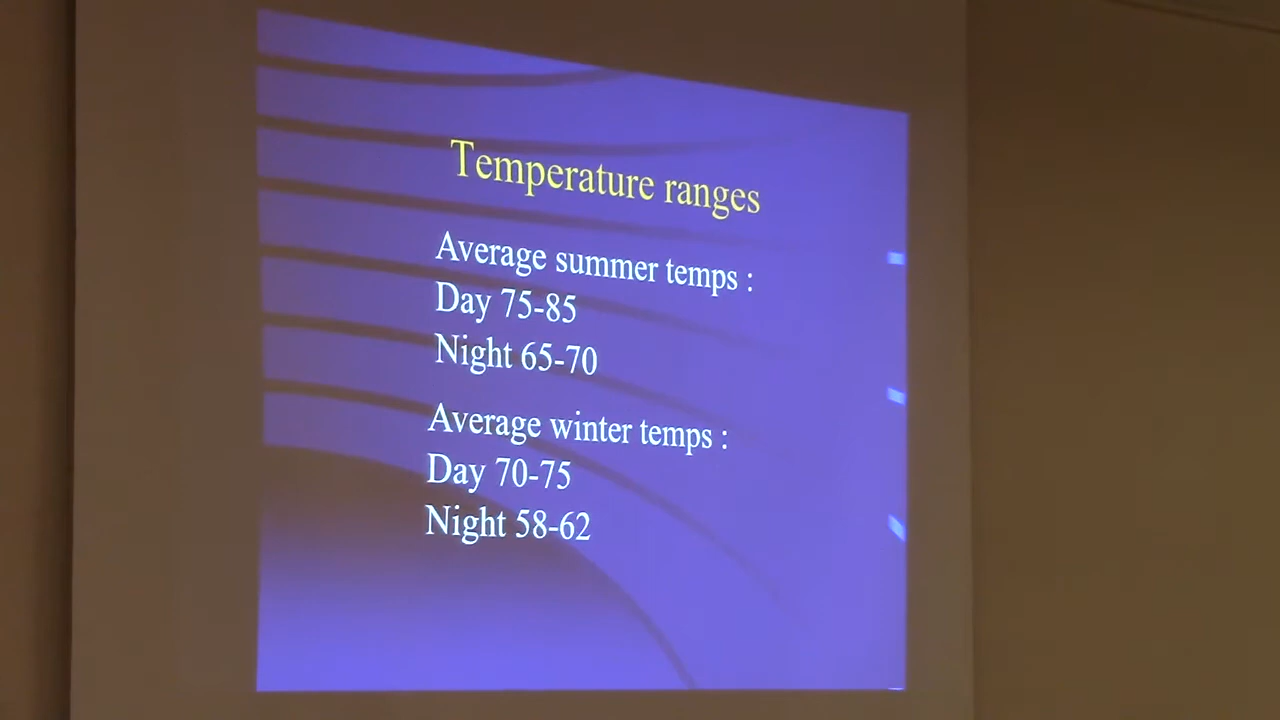 Temperature ranges
Average summer temps :
Day 75-85
Night 65-70
Average winter temps :
Day 70-75
Night 58-62